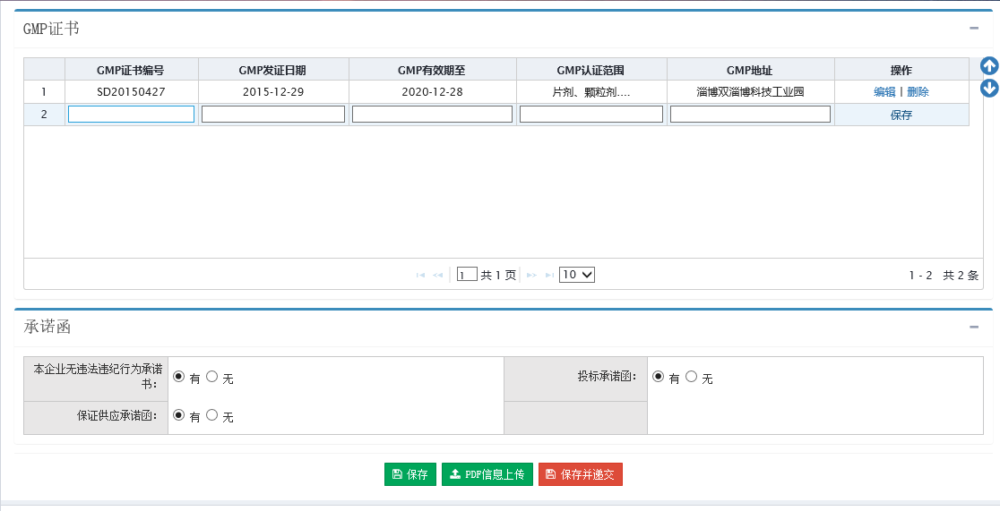 GMP证书
GMP证书编号 GMP发证日期 GMP有效期至 GMP认证范围 GMP地址 操作
1 SD20150427 2015-12-29 2020-12-28 片剂、颗粒剂.... 淄博双淄博科技工业园 编辑 | 删除
2 保存
1 共 1 页 10 1 - 2 共 2 条
承诺函
本企业无违法违纪行为承诺
书: 有 无 投标承诺函: 有 无
保证供应承诺函: 有 无
保存 PDF信息上传 保存并递交